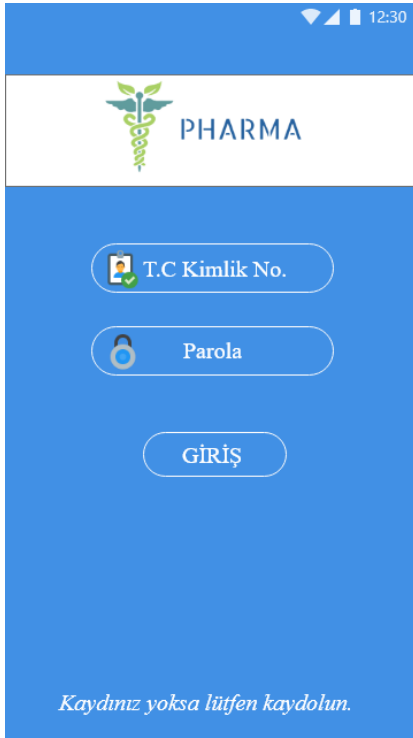 12:30
PHARMA
T.C Kimlik No.
Parola
GİRİŞ
Kaydınız yoksa lütfen kaydolun.